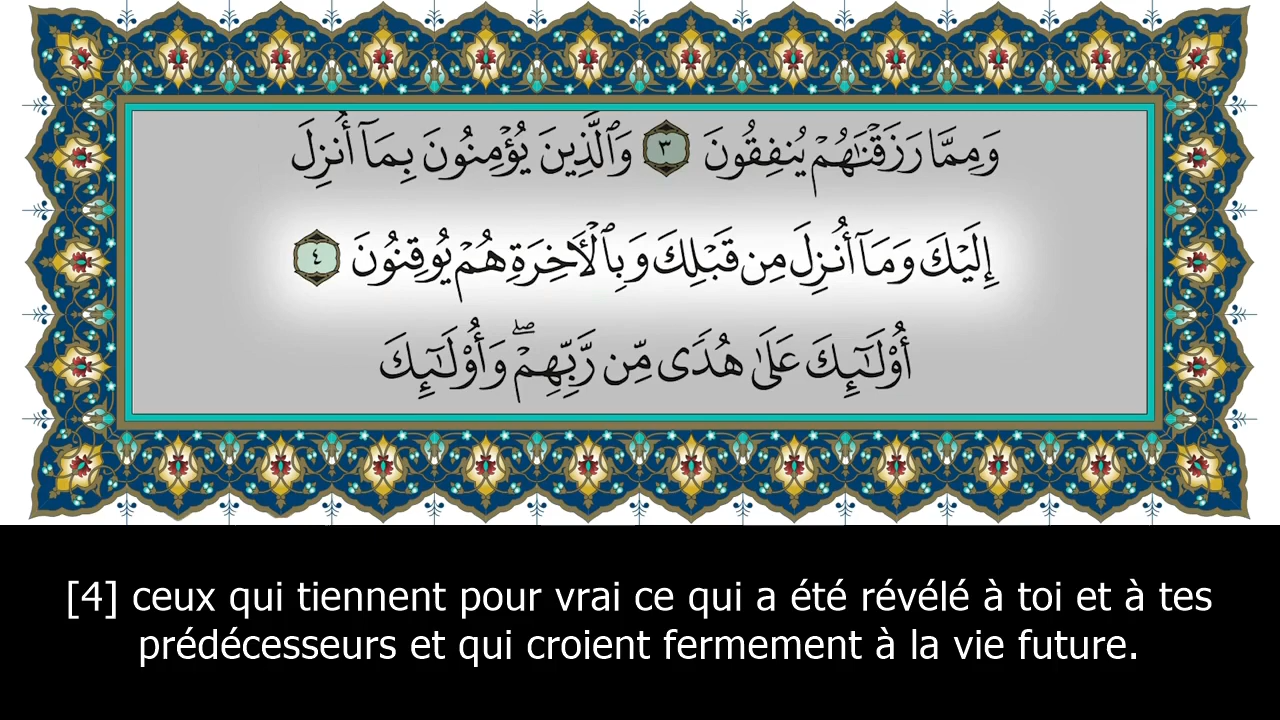 وَمِمَّا رَزَقْنَٰهُمْ يُنفِقُونَ ٣ وَٱلَّذِينَ يُؤْمِنُونَ بِمَآ أُنزِلَ
إِلَيْكَ وَمَآ أُنزِلَ مِن قَبْلِكَ وَبِٱلْأَخِرَةِ هُمْ يُوقِنُونَ ٤
أُوْلَٰٓئِكَ عَلَىٰ هُدًى مِّن رَّبِّهِمْ ۖ وَأُوْلَٰٓئِكَ
[4] ceux qui tiennent pour vrai ce qui a été révélé à toi et à tes
prédécesseurs et qui croient fermement à la vie future.